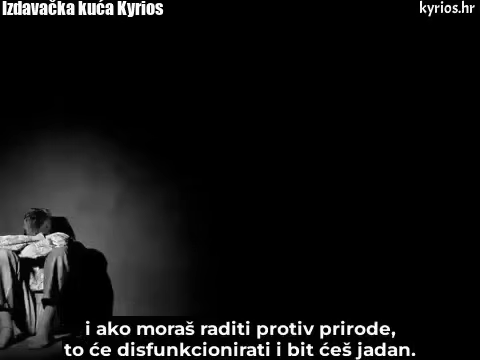 Izdavačka kuća Kyrios
kyrios.hr
i ako moraš raditi protiv prirode,
to će disfunkcionirati i bit ćeš jadan.